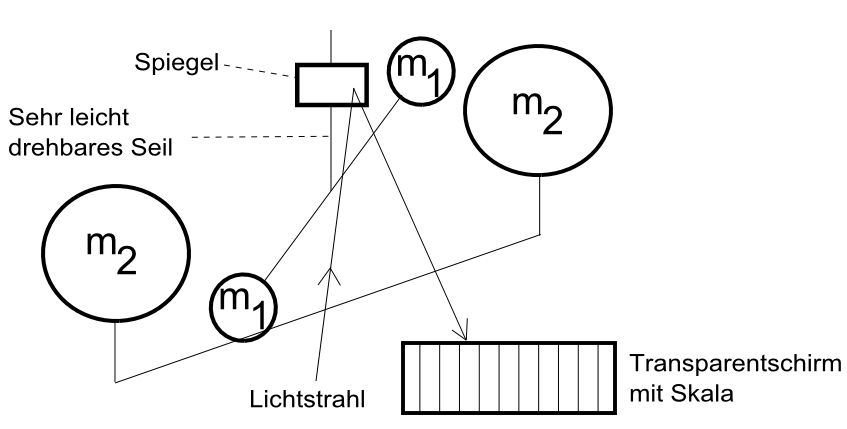 Spiegel
m1
m2
Sehr leicht
drehbares Seil
m2
m1
Lichtstrahl
Transparentschirm
mit Skala